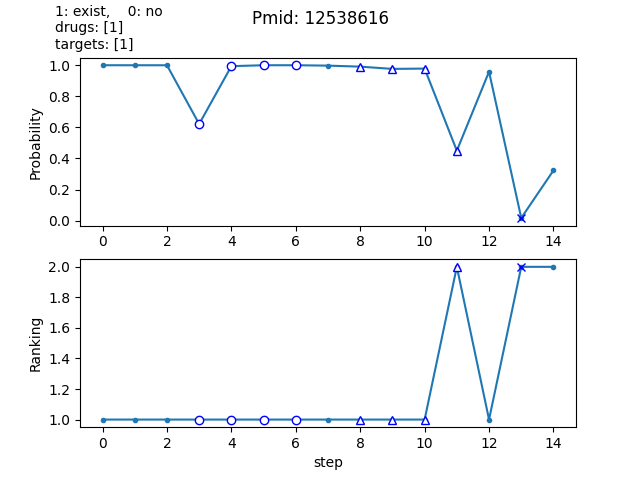 1: exist,    0: no
drugs: [1]
targets: [1]
Pmid: 12538616
1.0
0.8
0.6
0.4
0.2
0.0
Probability
0 2 4 6 8 10 12 14
2.0
1.8
1.6
1.4
1.2
1.0
Ranking
0 2 4 6 8 10 12 14
step